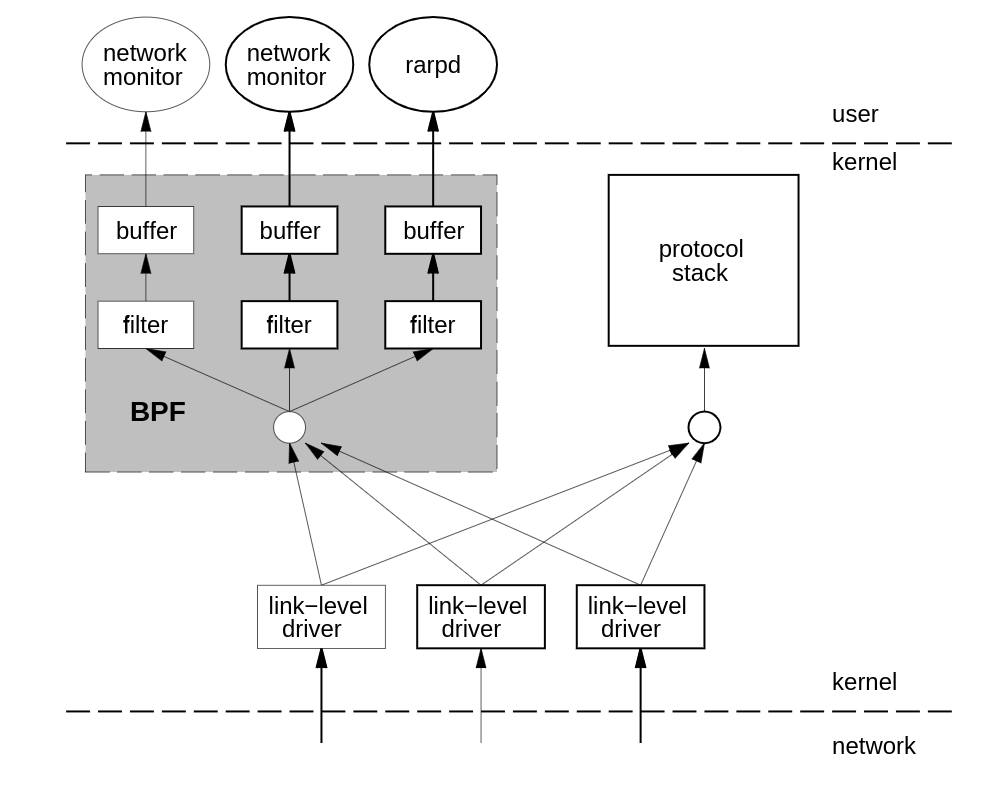 network
monitor
network
monitor
rarpd
user
kernel
buffer
buffer
buffer
protocol
stack
filter
filter
filter
BPF
link−level
driver
link−level
driver
link−level
driver
kernel
network